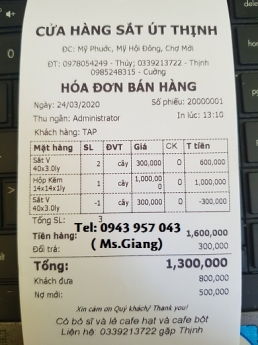 CỬA HÀNG SẮT ÚT THỊNH
ĐC: Mỹ Phước, Mỹ Hội Đông, Chợ Mới
ĐT: 0978054249 - Thúy; 0339213722 - Thịnh
0985248315 - Cường
HÓA ĐƠN BÁN HÀNG
Ngày: 24/03/2020 Số phiếu: 20000001
Thu ngân: Administrator In lúc: 13:10
Khách hàng: TAP
Mặt hàng SL ĐVT Giá CK T tiền
Sắt V 40x3.0ly 2 cây 300,000 0 600,000
Hộp Kẽm 14x14x1ly 1 cây 1,000,000 0 1,000,000
Sắt V 40x3.0ly -1 cây 300,000 0 -300,000
Tổng SL: 3
Tel: 0943 957 043
Tiền hàng: 1,600,000
( Ms.Giang)
Đổi trả: 300,000
Tổng: 1,300,000
Khách đưa 800,000
Nợ mới: 500,000
Xin cảm ơn Quý khách/ Thank you!
Có bỏ sĩ và lẻ cafe hạt và cafe bột
Liên hệ: 0339213722 gặp Thịnh